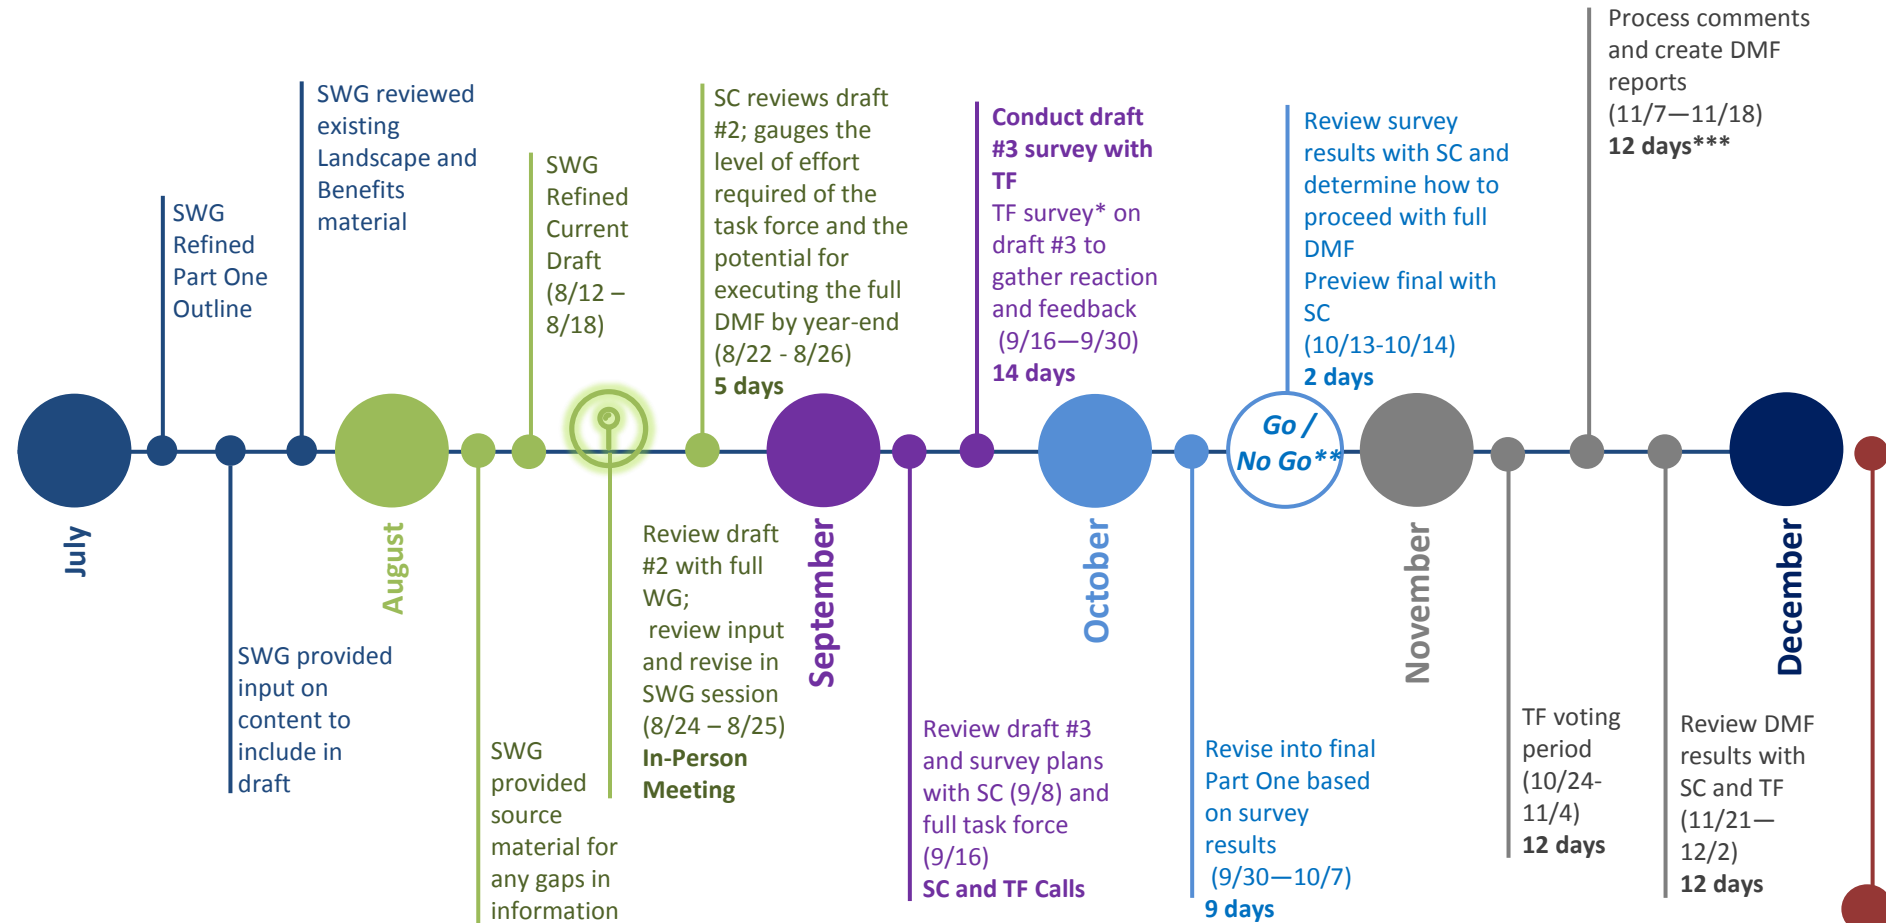 July
SWG
Refined
Part One
Outline
SWG provided
input on
content to
include in
draft
SWG reviewed
existing
Landscape and
Benefits
material
August
SWG
provided
source
material for
any gaps in
information
SWG
Refined
Current
Draft
(8/12 –
8/18)
Review draft
#2 with full
WG;
review input
and revise in
SWG session
(8/24 – 8/25)
In-Person
Meeting
SC reviews draft
#2; gauges the
level of effort
required of the
task force and the
potential for
executing the full
DMF by year-end
(8/22 - 8/26)
5 days
September
Review draft #3
and survey plans
with SC (9/8) and
full task force
(9/16)
SC and TF Calls
Conduct draft
#3 survey with
TF
TF survey* on
draft #3 to
gather reaction
and feedback
(9/16—9/30)
14 days
October
Revise into final
Part One based
on survey
results
(9/30—10/7)
9 days
Review survey
results with SC and
determine how to
proceed with full
DMF
Preview final with
SC
(10/13-10/14)
2 days
Go /
No Go**
November
TF voting
period
(10/24-
11/4)
12 days
Process comments
and create DMF
reports
(11/7—11/18)
12 days***
Review DMF
results with
SC and TF
(11/21—
12/2)
12 days
December